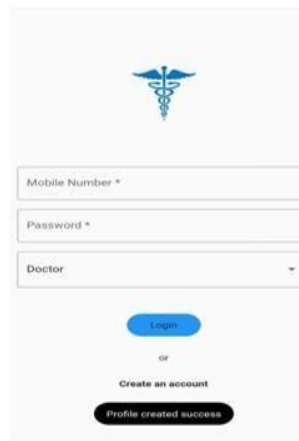 Mobile Number *
Password *
Doctor
Login
or
Create an account
Profile created success